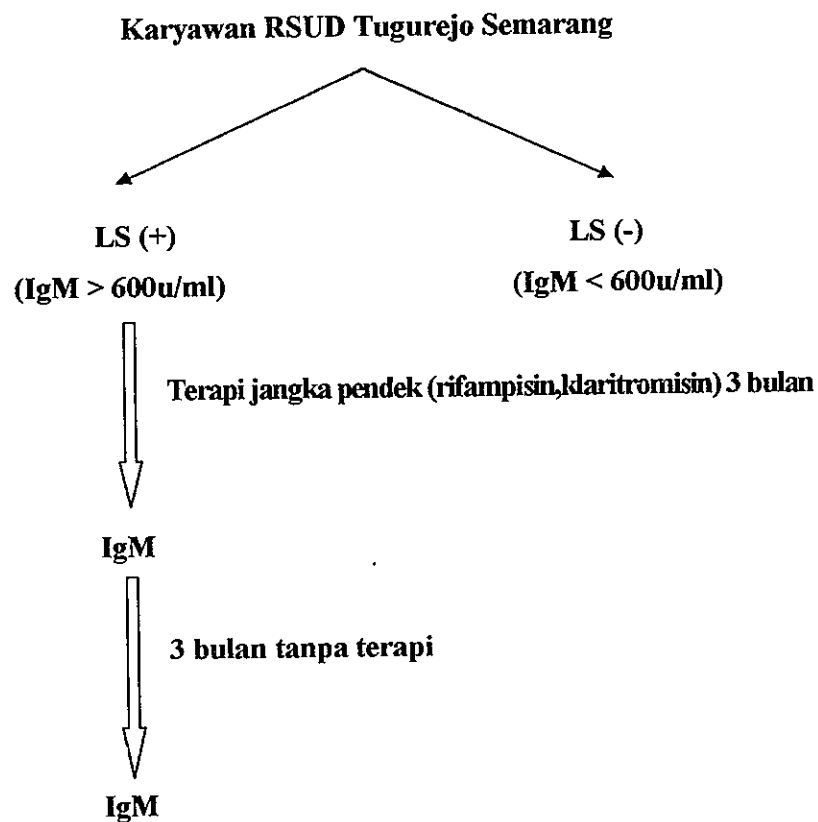 Karyawan RSUD Tugurejo Semarang
LS (+)
(IgM > 600u/ml)
LS (-)
(IgM < 600u/ml)
Terapi jangka pendek (rifampisin,klaritromisin) 3 bulan
IgM
3 bulan tanpa terapi
IgM